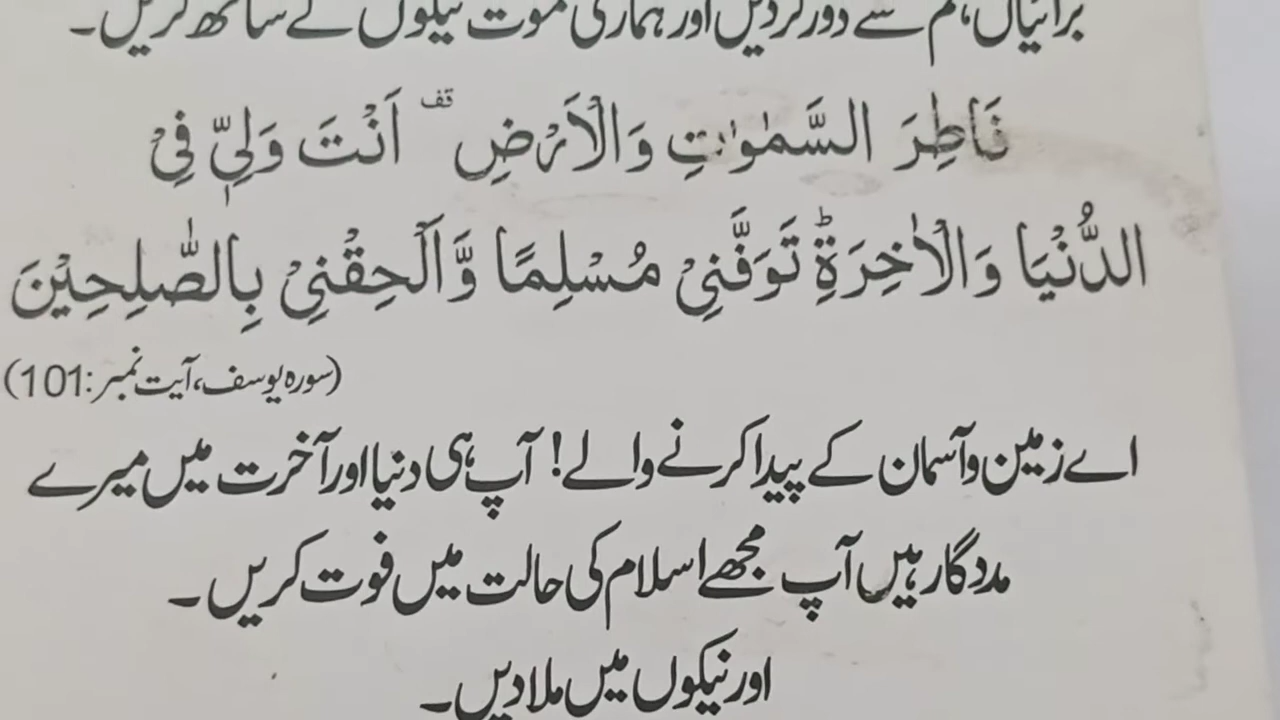 برائیاں، ہم سے دور کردیں اور ہماری موت نیکوں کے ساتھ کریں۔
فَاطِرَ السَّمٰوٰتِ وَالْاَرْضِ ۟ قف اَنْتَ وَلِیّٖ فِیْ
الدُّنْیَا وَالْاٰخِرَةِ ؕ تَوَفَّنِیْ مُسْلِمًا وَّاَلْحِقْنِیْ بِالصّٰلِحِیْنَ
(سورہ یوسف، آیت نمبر:101)
اے زمین و آسمان کے پیدا کرنے والے! آپ ہی دنیا اور آخرت میں میرے
مددگار ہیں آپ مجھے اسلام کی حالت میں فوت کریں۔
اور نیکوں میں ملا دیں۔